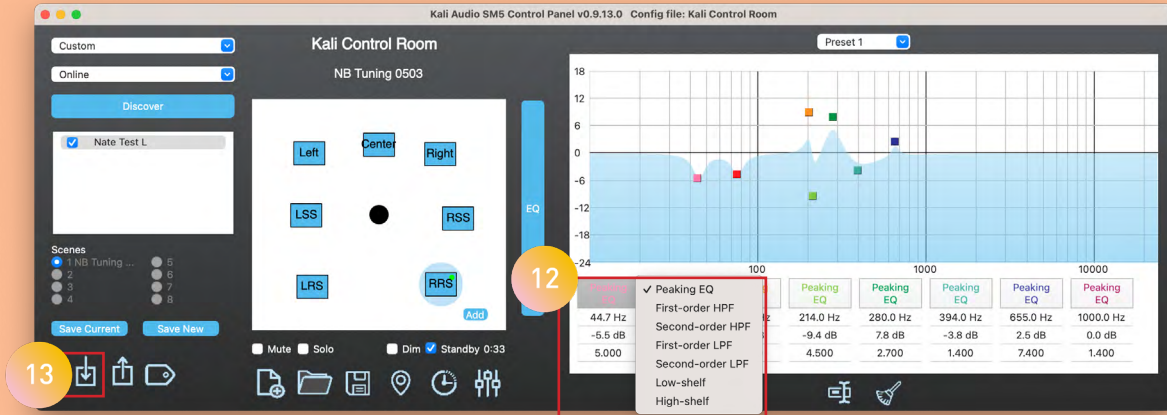 Kali Audio SM5 Control Panel v0.9.13.0 Config file: Kali Control Room
Custom
Online
Discover
Nate Test L
Scenes
1 NB Tuning ...
5
2
6
3
7
4
8
Save Current
Save New
13
Kali Control Room
NB Tuning 0503
Left
Center
Right
LSS
RSS
LRS
RRS
Add
EQ
Mute
Solo
Dim
Standby 0:33
Preset 1
18
12
6
0
-6
-12
-18
-24
100
1000
10000
12
Peaking EQ
44.7 Hz
-5.5 dB
5.000
✓ Peaking EQ
First-order HPF
Second-order HPF
First-order LPF
Second-order LPF
Low-shelf
High-shelf
Peaking EQ
Peaking EQ
Peaking EQ
Peaking EQ
Peaking EQ
214.0 Hz
280.0 Hz
394.0 Hz
655.0 Hz
1000.0 Hz
-9.4 dB
7.8 dB
-3.8 dB
2.5 dB
0.0 dB
4.500
2.700
1.400
7.400
1.400